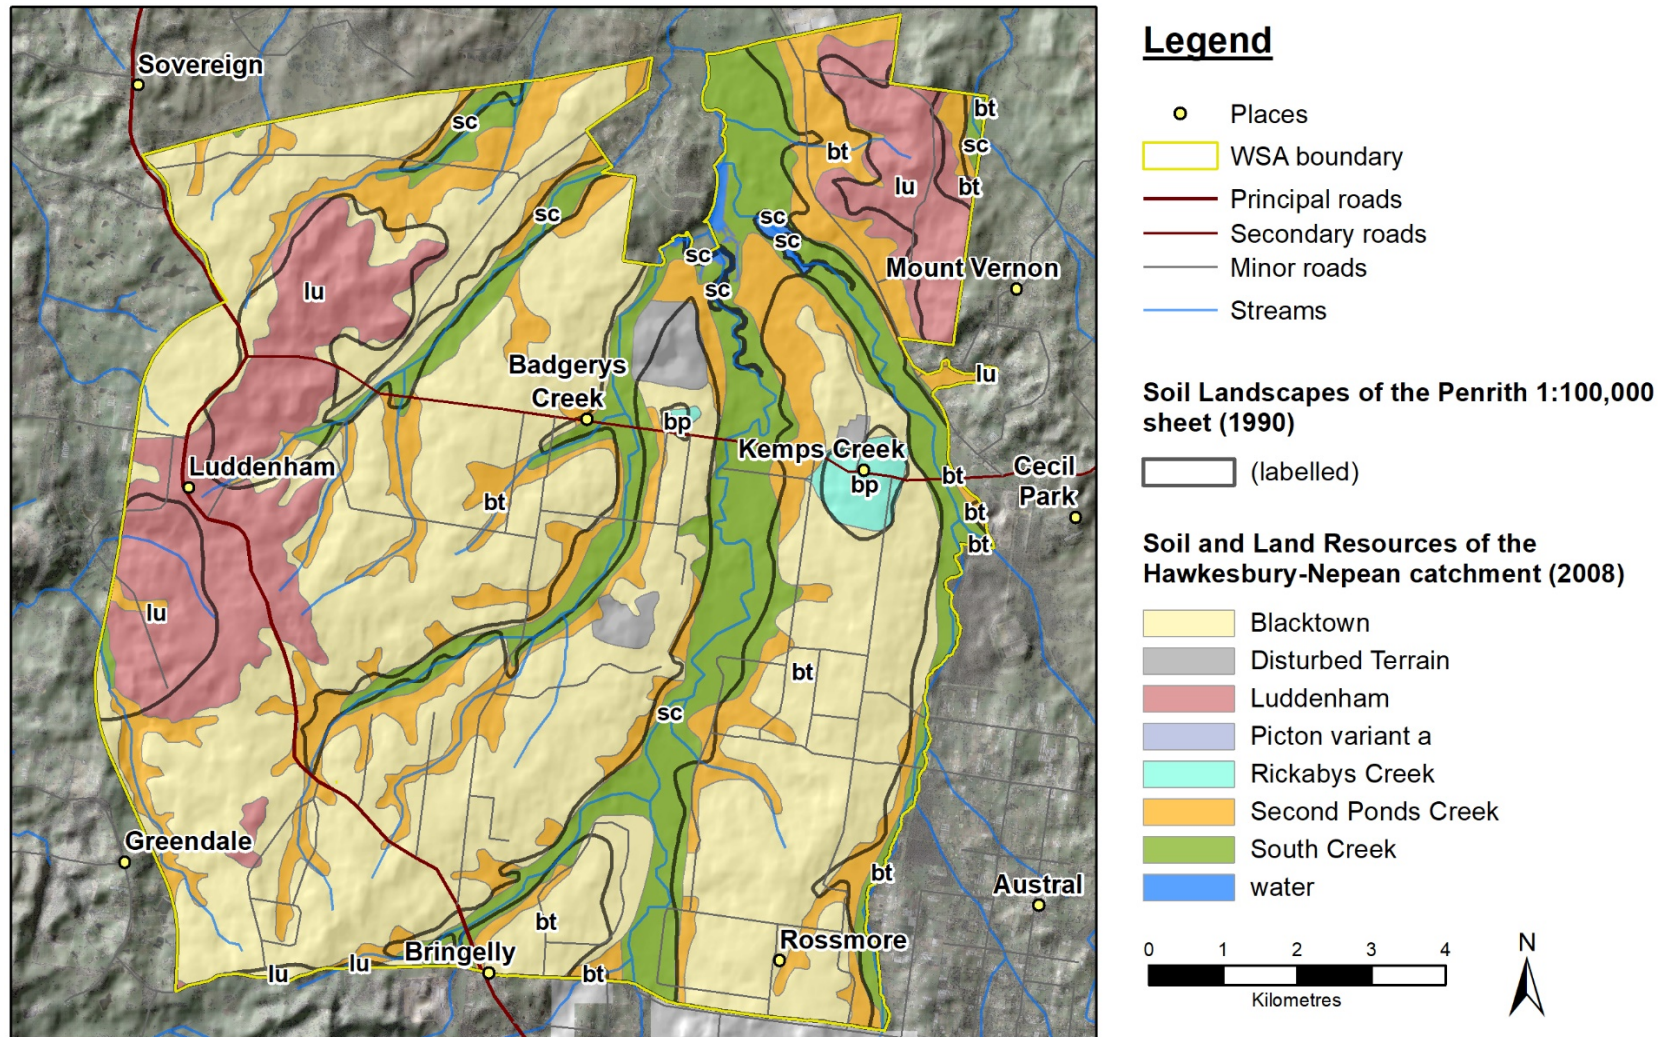 Sovereign
sc
bt
sc
bt
bt
lu
sc
sc
sc
sc
sc
Mount Vernon
lu
Badgerys
Creek
lu
bp
Kemps Creek
bp
bt
Cecil
Park
Luddenham
bt
bt
bt
lu
bt
sc
Greendale
bt
Austral
bt
Rossmore
Bringelly
lu
lu
bt
Legend
Places
WSA boundary
Principal roads
Secondary roads
Minor roads
Streams
Soil Landscapes of the Penrith 1:100,000
sheet (1990)
(labelled)
Soil and Land Resources of the
Hawkesbury-Nepean catchment (2008)
Blacktown
Disturbed Terrain
Luddenham
Picton variant a
Rickabys Creek
Second Ponds Creek
South Creek
water
0 1 2 3 4
Kilometres
N